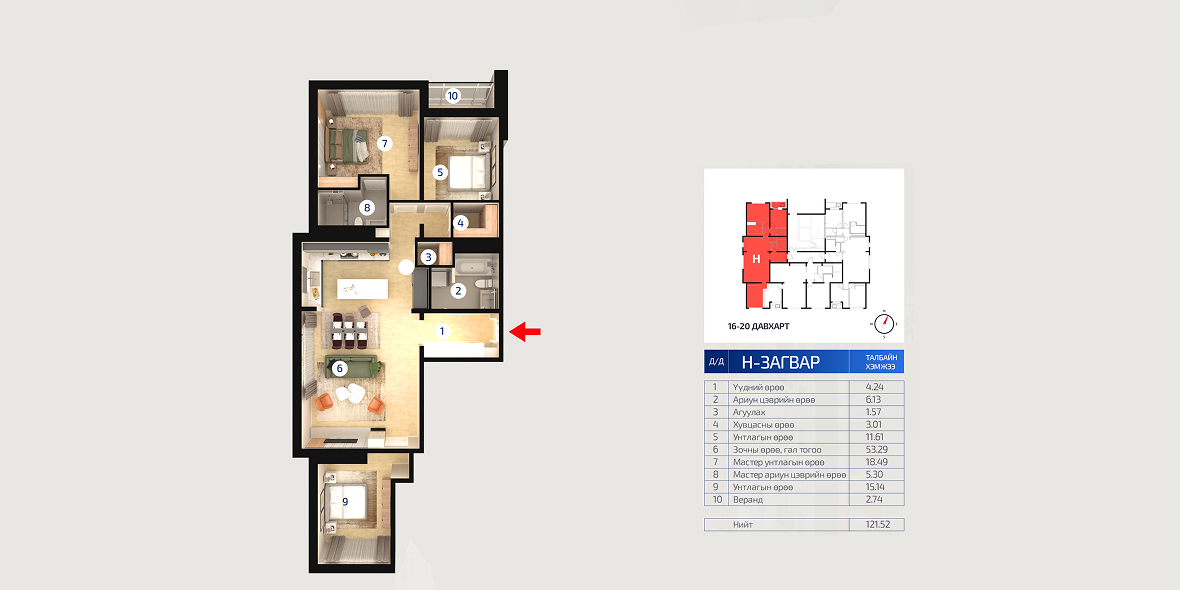 10
7
5
8
4
3
2
1
6
9
H
N
E
S
W
16-20 ДАВХАРТ
Д/Д Н-ЗАГВАР ТАЛБАЙН ХЭМЖЭЭ
1 Үүдний өрөө 4.24
2 Ариун цэврийн өрөө 6.13
3 Агуулах 1.57
4 Хувцасны өрөө 3.01
5 Унтлагын өрөө 11.61
6 Зочны өрөө, гал тогоо 53.29
7 Мастер унтлагын өрөө 18.49
8 Мастер ариун цэврийн өрөө 5.30
9 Унтлагын өрөө 15.14
10 Веранд 2.74
Нийт 121.52